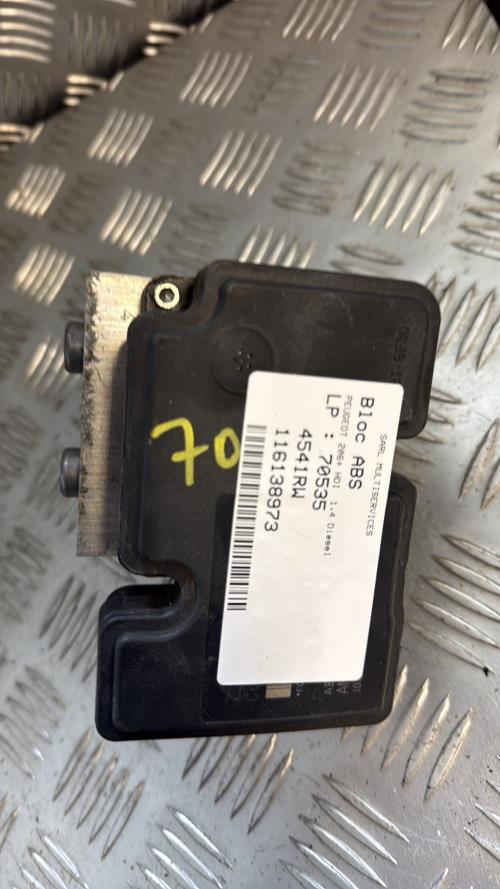 SARL MULTISERVICES
Bloc ABS
PEUGEOT 206+ HDI 1.4 Diesel
LP : 70535
4541RW
116138973
70